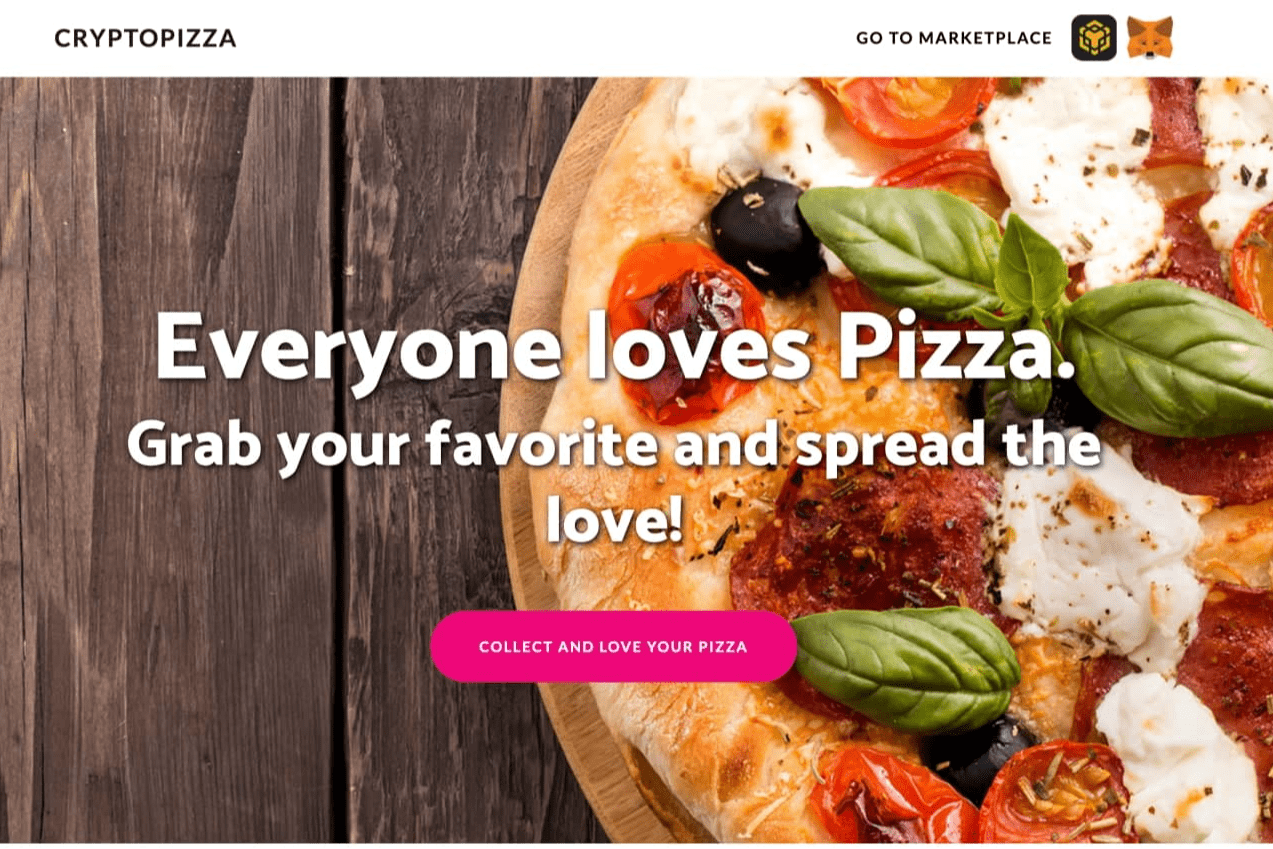 CRYPTOPIZZA
GO TO MARKETPLACE
Everyone loves Pizza.
Grab your favorite and spread the
love!
COLLECT AND LOVE YOUR PIZZA